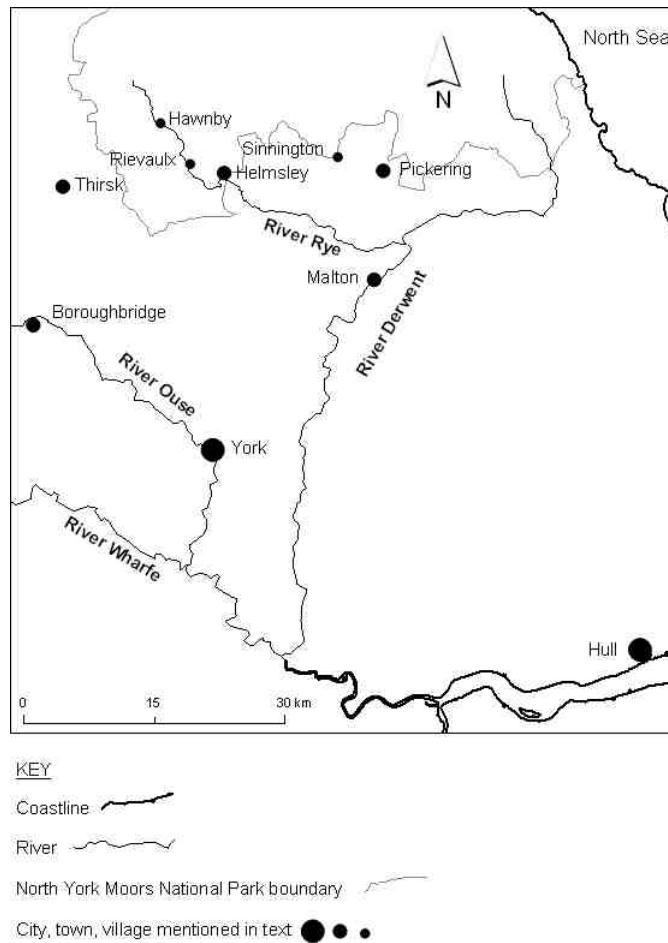 North Sea
N
Hawnby
Sinnington
Rievaulx
Helmsley
Pickering
Thirsk
River Rye
Malton
River Derwent
Boroughbridge
River Ouse
York
River Wharfe
Hull
0 15 30 km
KEY
Coastline
River
North York Moors National Park boundary
City, town, village mentioned in text